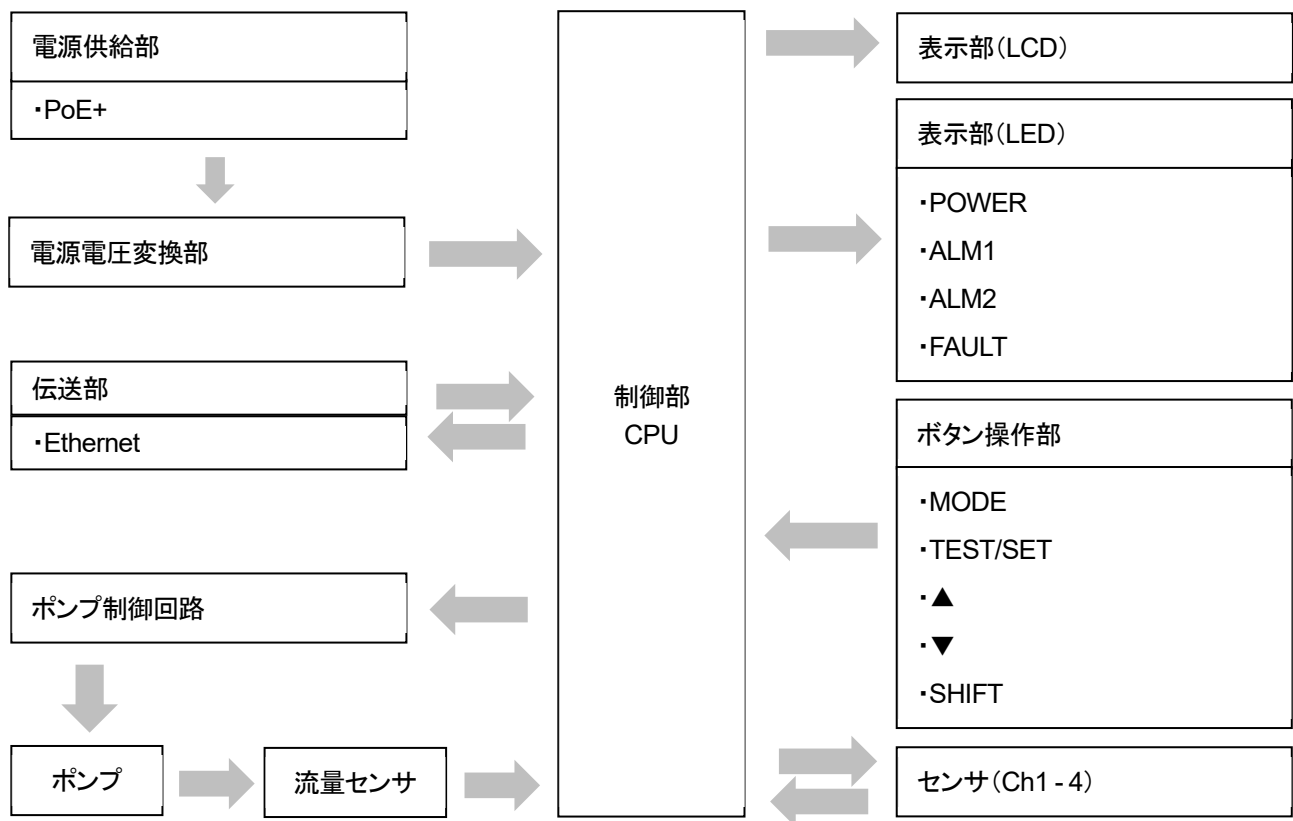 電源供給部
・PoE+
電源電圧変換部
伝送部
・Ethernet
ポンプ制御回路
ポンプ
流量センサ
制御部
CPU
表示部(LCD)
表示部(LED)
・POWER
・ALM1
・ALM2
・FAULT
ボタン操作部
・MODE
・TEST/SET
・▲
・▼
・SHIFT
センサ(Ch1 - 4)